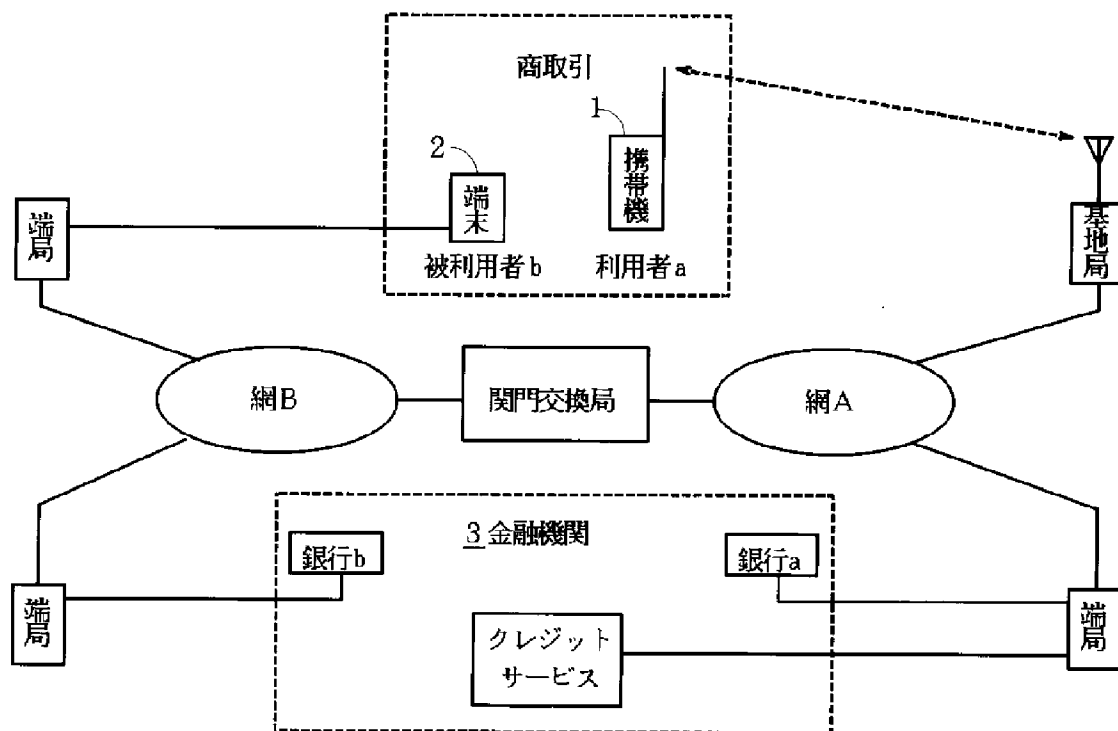 商取引
1
携帯機
2
端末
端局
基地局
被利用者b
利用者a
網B
関門交換局
網A
3 金融機関
銀行b
銀行a
端局
クレジット
サービス
端局